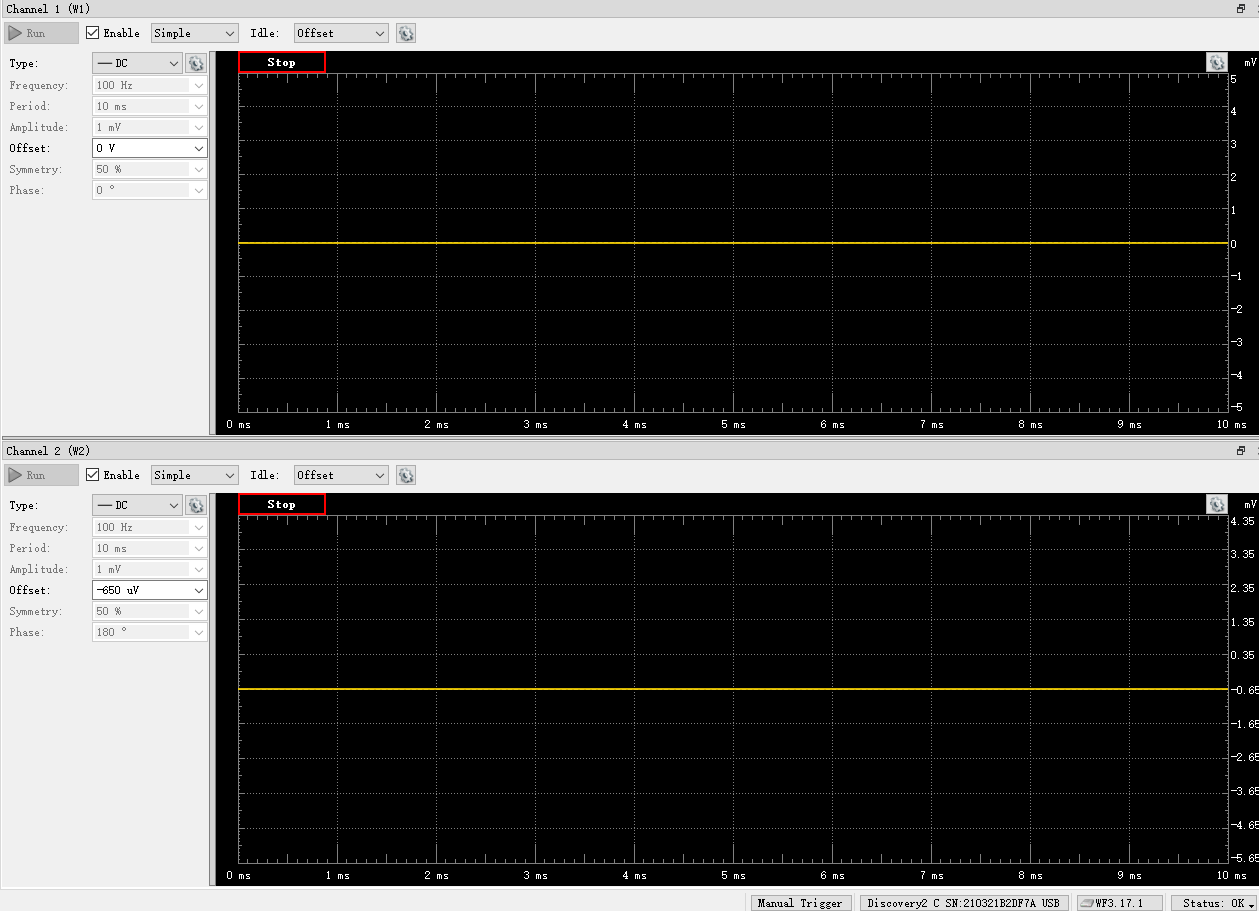 Channel 1 (W1)
Run Enable Simple Idle: Offset
Type: DC Stop mV
Frequency: 100 Hz
Period: 10 ms
Amplitude: 1 mV
Offset: 0 V
Symmetry: 50 %
Phase: 0 °
5
4
3
2
1
0
-1
-2
-3
-4
-5
0 ms 1 ms 2 ms 3 ms 4 ms 5 ms 6 ms 7 ms 8 ms 9 ms 10 ms
Channel 2 (W2)
Run Enable Simple Idle: Offset
Type: DC Stop mV
Frequency: 100 Hz
Period: 10 ms
Amplitude: 1 mV
Offset: -650 uV
Symmetry: 50 %
Phase: 180 °
4.35
3.35
2.35
1.35
0.35
-0.65
-1.65
-2.65
-3.65
-4.65
-5.65
0 ms 1 ms 2 ms 3 ms 4 ms 5 ms 6 ms 7 ms 8 ms 9 ms 10 ms
Manual Trigger Discovery2 C SN:210321B2DF7A USB WF3.17.1 Status: OK